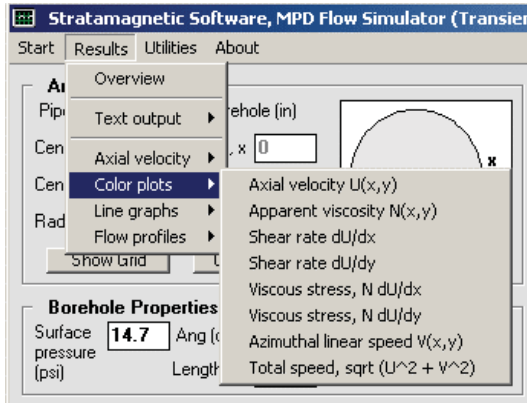 Stratamagnetic Software, MPD Flow Simulator (Transie
Start Results Utilities About
Overview
Text output
Axial velocity
Color plots
Line graphs
Flow profiles
Axial velocity U(x,y)
Apparent viscosity N(x,y)
Shear rate dU/dx
Shear rate dU/dy
Viscous stress, N dU/dx
Viscous stress, N dU/dy
Azimuthal linear speed V(x,y)
Total speed, sqrt (U^2 + V^2)
Pip ehole (in)
Cen , x 0
x
Cen
Rad
Show Grid
Borehole Properties
Surface 14.7 Ang (
pressure
(psi) Length